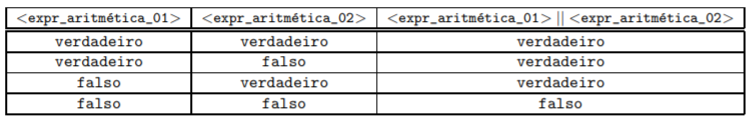 <expr_aritmética_01> <expr_aritmética_02> <expr_aritmética_01> || <expr_aritmética_02>
verdadeiro verdadeiro verdadeiro
verdadeiro falso verdadeiro
falso verdadeiro verdadeiro
falso falso falso